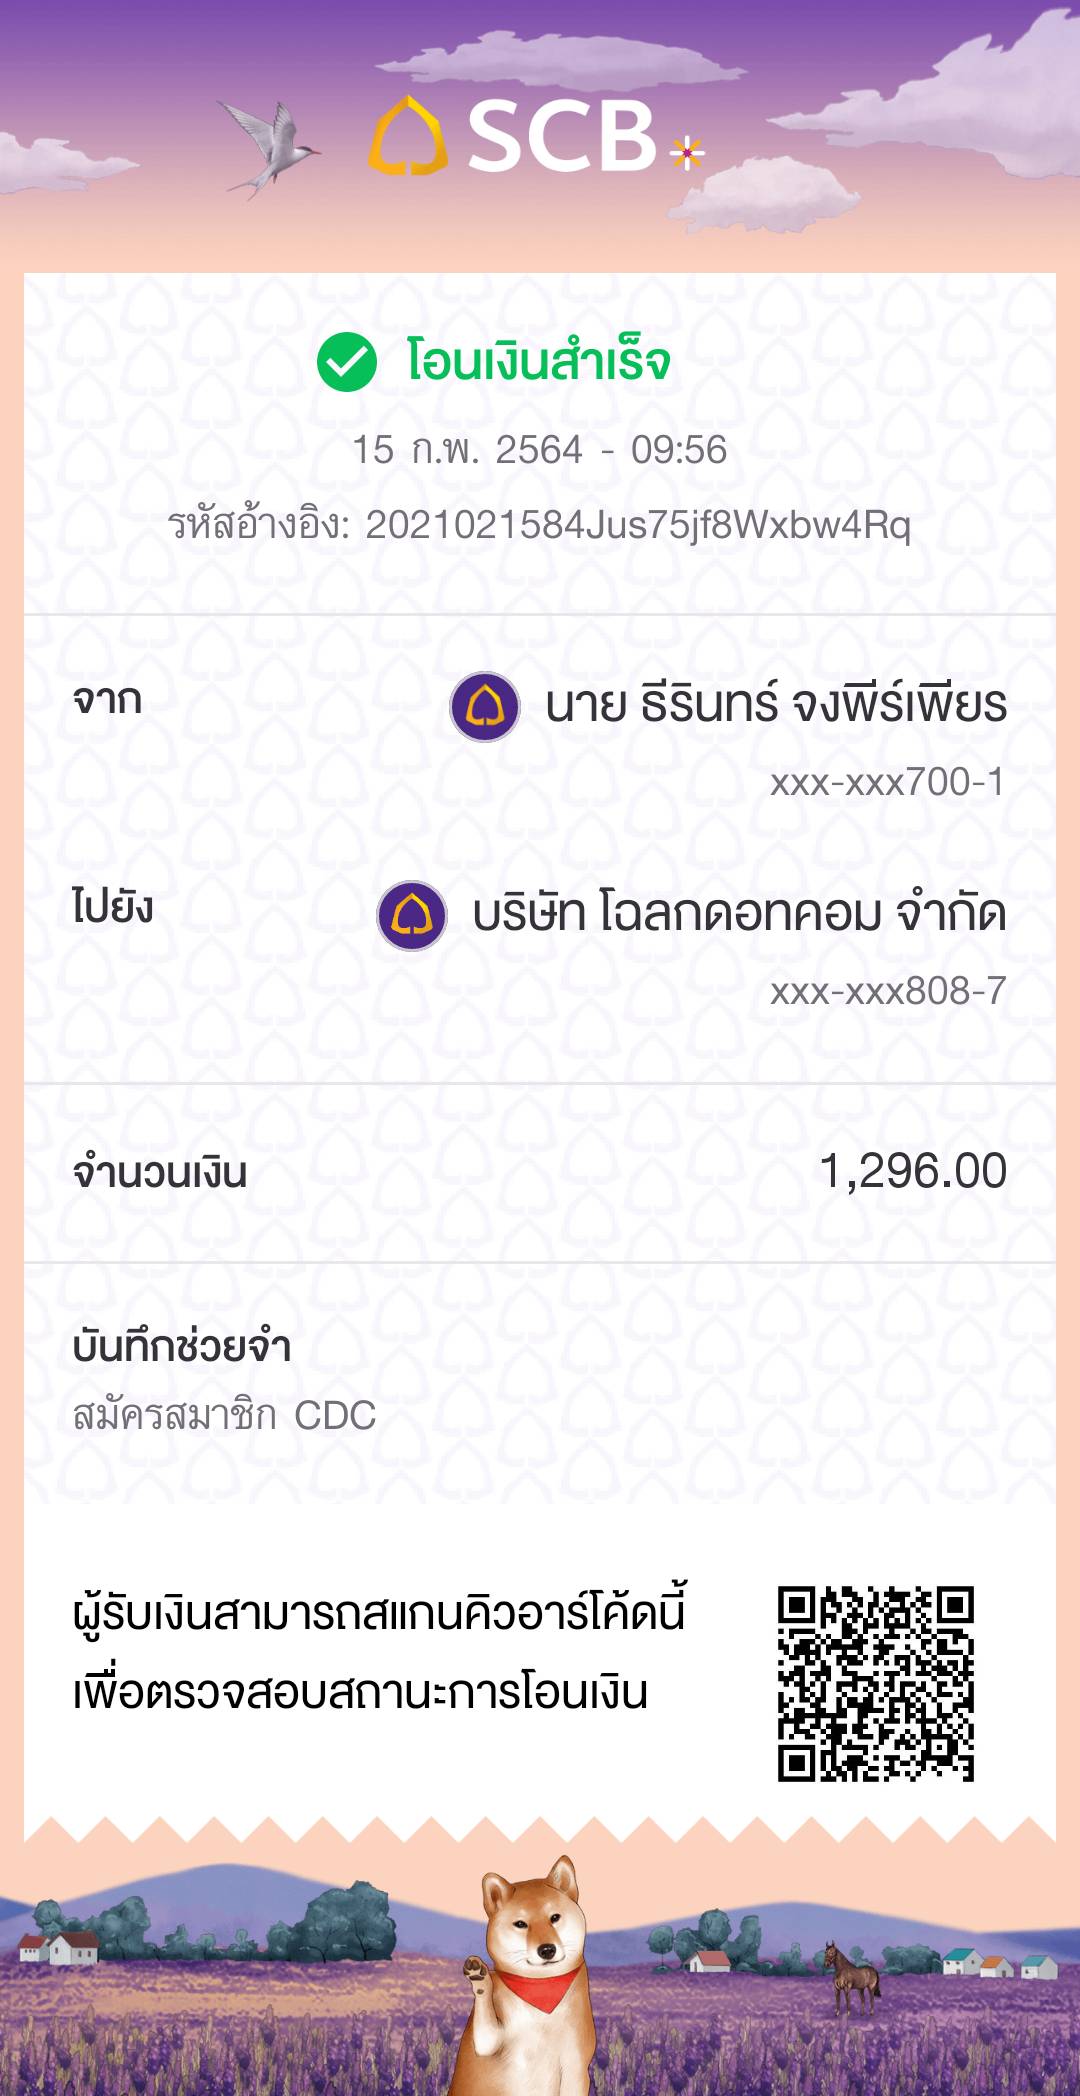 SCB
โอนเงินสำเร็จ
15 ก.พ. 2564 - 09:56
รหัสอ้างอิง: 2021021584Jus75jf8Wxbw4Rq
จาก
นาย ธีรินทร์ จงพีร์เพียร
xxx-xxx700-1
ไปยัง
บริษัท โฉลกดอทคอม จำกัด
xxx-xxx808-7
จำนวนเงิน
1,296.00
บันทึกช่วยจำ
สมัครสมาชิก CDC
ผู้รับเงินสามารถสแกนคิวอาร์โค้ดนี้
เพื่อตรวจสอบสถานะการโอนเงิน